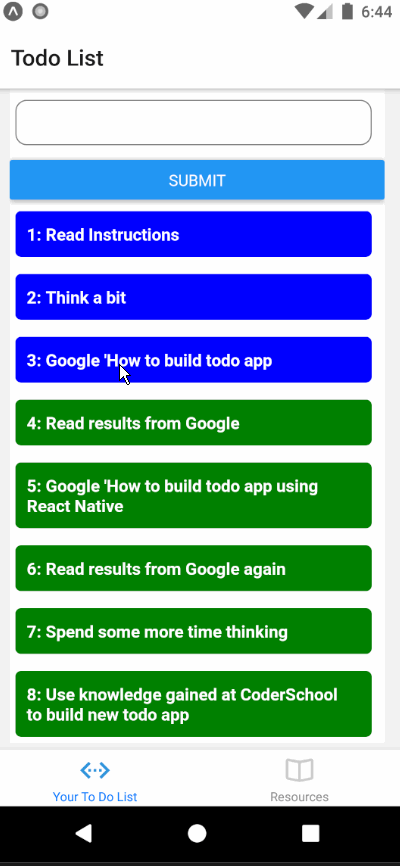 6:44
Todo List
SUBMIT
1: Read Instructions
2: Think a bit
3: Google 'How to build todo app
4: Read results from Google
5: Google 'How to build todo app using
React Native
6: Read results from Google again
7: Spend some more time thinking
8: Use knowledge gained at CoderSchool
to build new todo app
Your To Do List
Resources